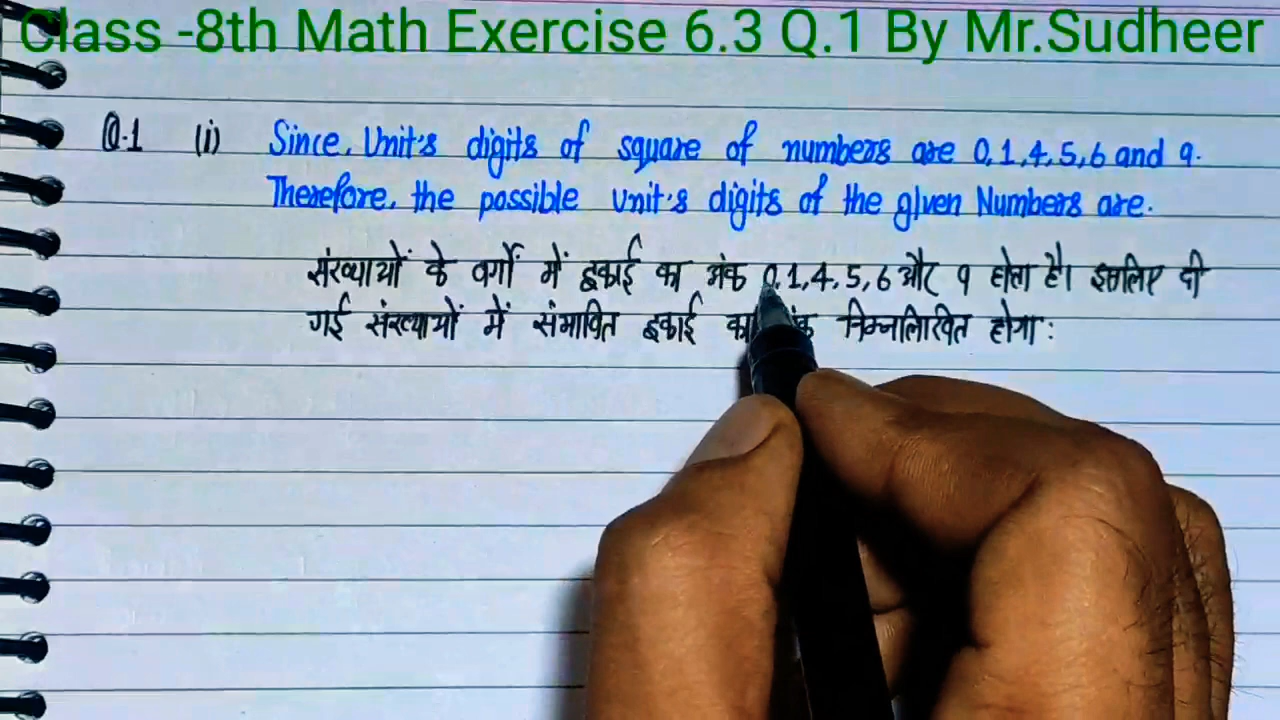 Class -8th Math Exercise 6.3 Q.1 By Mr.Sudheer
Q.1 (i) Since, Unit's digits of square of numbers are 0,1,4,5,6 and 9.
Therefore, the possible Unit's digits of the given Numbers are.
संख्याओं के वर्गों में इकाई का अंक 0,1,4,5,6 और 9 होता है। इसलिए दी
गई संख्याओं में संभावित इकाई का निम्नलिखित होगा: